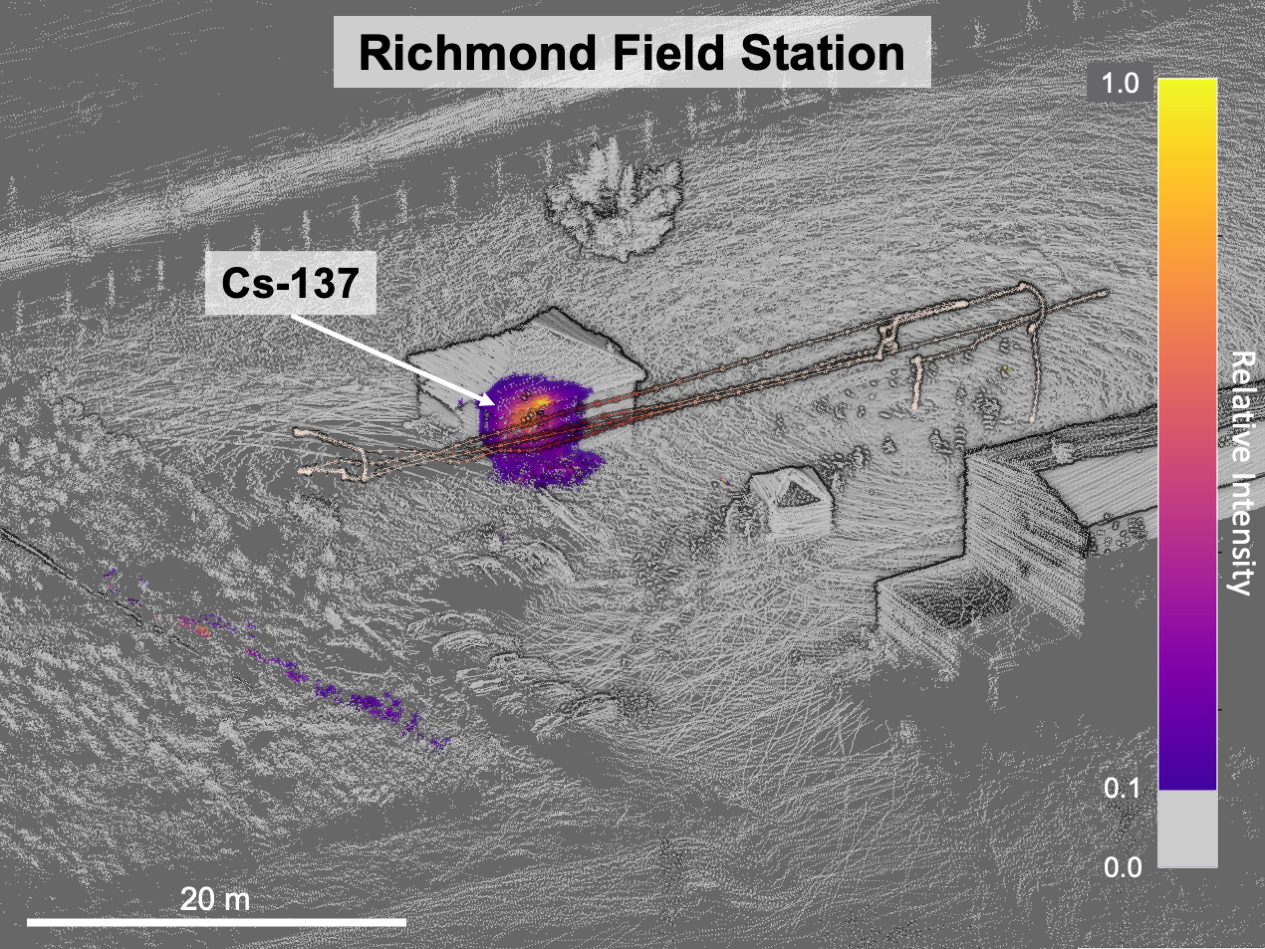 Richmond Field Station
1.0
Cs-137
Relative Intensity
0.1
0.0
20 m